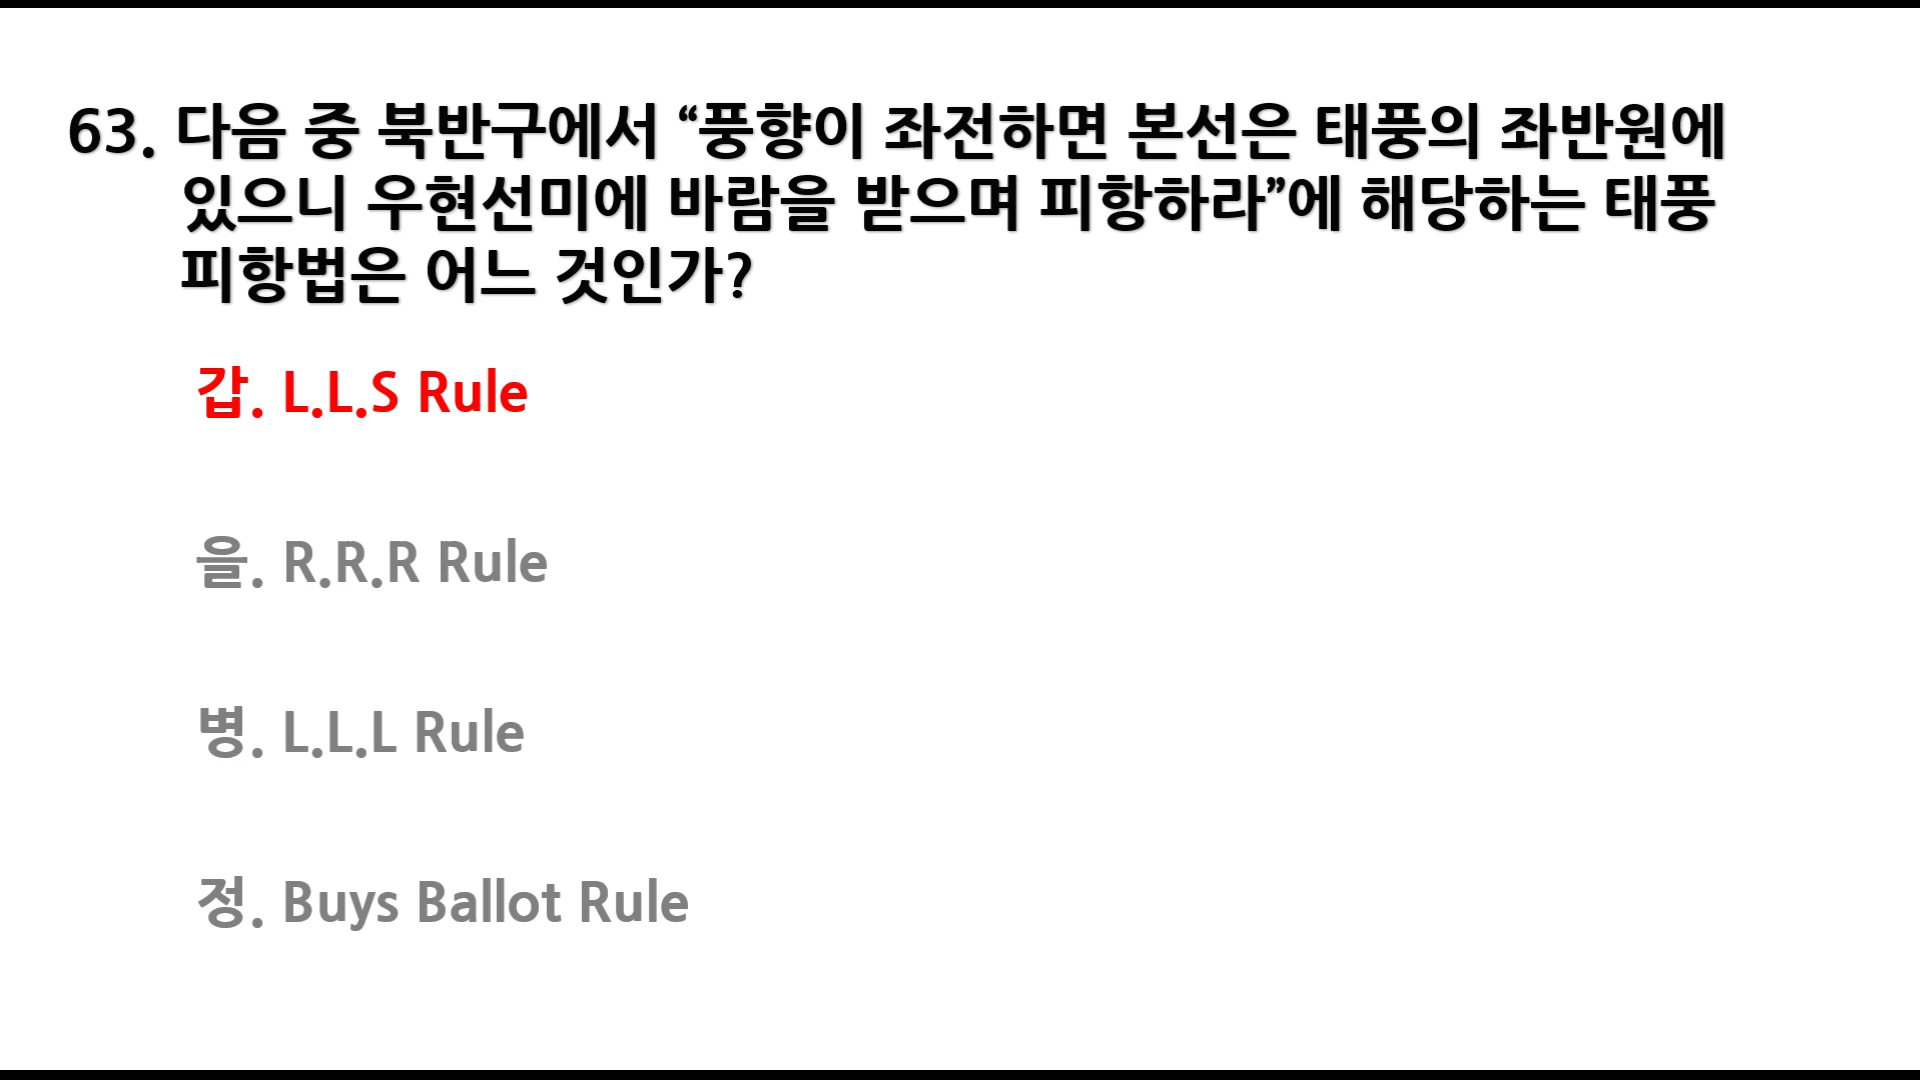 63. 다음 중 북반구에서 “풍향이 좌전하면 본선은 태풍의 좌반원에
있으니 우현선미에 바람을 받으며 피항하라”에 해당하는 태풍
피항법은 어느 것인가?
갑. L.L.S Rule
을. R.R.R Rule
병. L.L.L Rule
정. Buys Ballot Rule